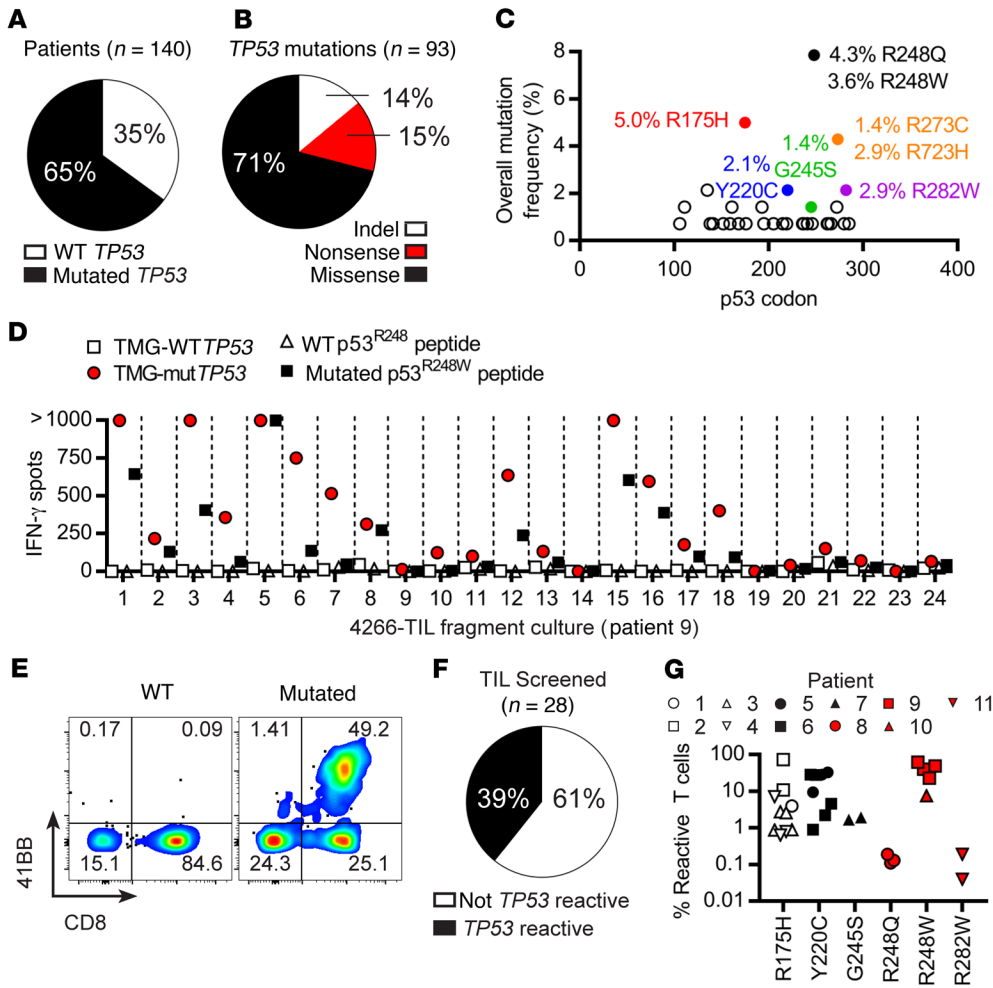 A
Patients (n = 140)
35%
65%
WT TP53
Mutated TP53
B
TP53 mutations (n = 93)
14%
15%
71%
Indel
Nonsense
Missense
C
Overall mutation
frequency (%)
8
6
4
2
0
4.3% R248Q
3.6% R248W
5.0% R175H
1.4% R273C
2.9% R723H
1.4%
G245S
2.1%
Y220C
2.9% R282W
0 100 200 300 400
p53 codon
D
TMG-WT TP53
WT p53R248 peptide
TMG-mut TP53
Mutated p53R248W peptide
IFN-γ spots
> 1000
750
500
250
0
1 2 3 4 5 6 7 8 9 10 11 12 13 14 15 16 17 18 19 20 21 22 23 24
4266-TIL fragment culture (patient 9)
E
WT
Mutated
0.17 0.09
15.1 84.6
1.41 49.2
24.3 25.1
41BB
CD8
F
TIL Screened
(n = 28)
39% 61%
Not TP53 reactive
TP53 reactive
G
Patient
1 3 5 7 9 11
2 4 6 8 10
% Reactive T cells
100
10
1
0.1
0.01
R175H
Y220C
G245S
R248Q
R248W
R282W